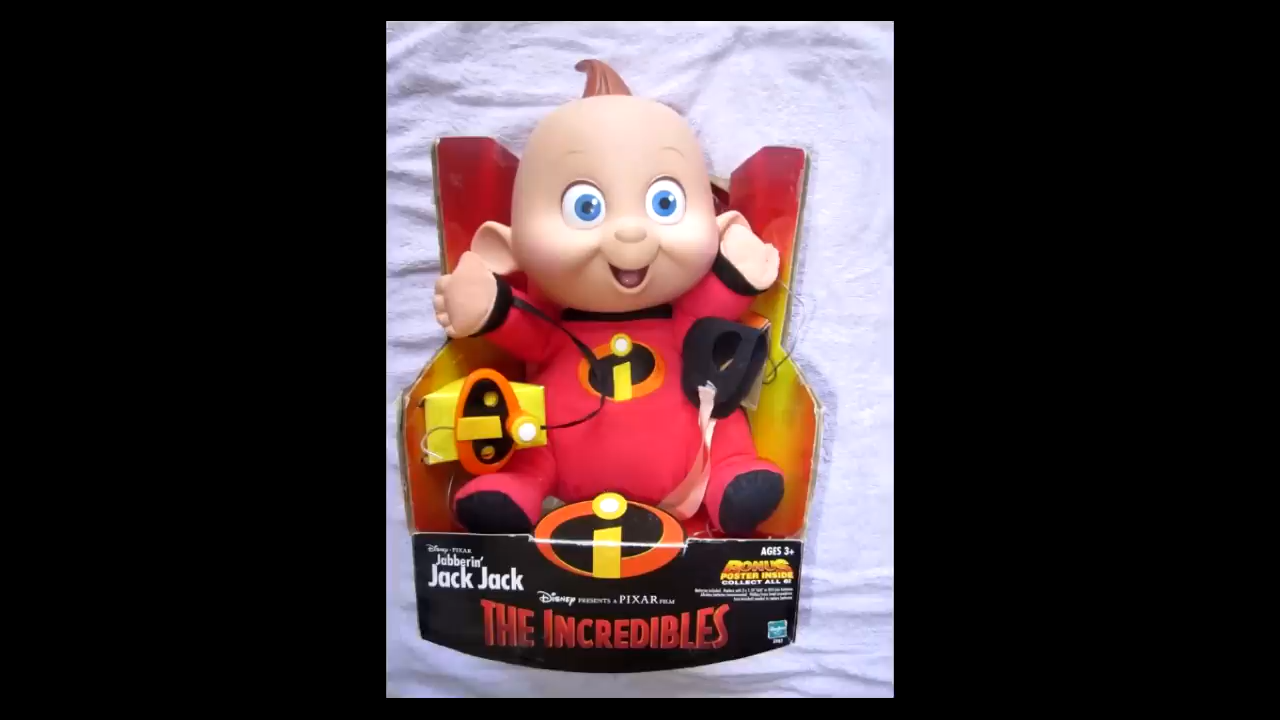 i
i
Disney · PIXAR
Jabberin'
Jack Jack
AGES 3+
BONUS
POSTER INSIDE
COLLECT ALL 6!
Disney PRESENTS A PIXAR FILM
THE INCREDIBLES
Hasbro